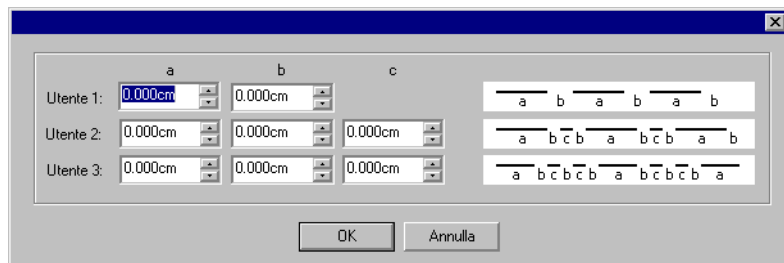 a b c
Utente 1: 0.000cm 0.000cm a b a b a b
Utente 2: 0.000cm 0.000cm 0.000cm a b c b a b c b a b
Utente 3: 0.000cm 0.000cm 0.000cm a b c b c b a b c b c b a
OK Annulla